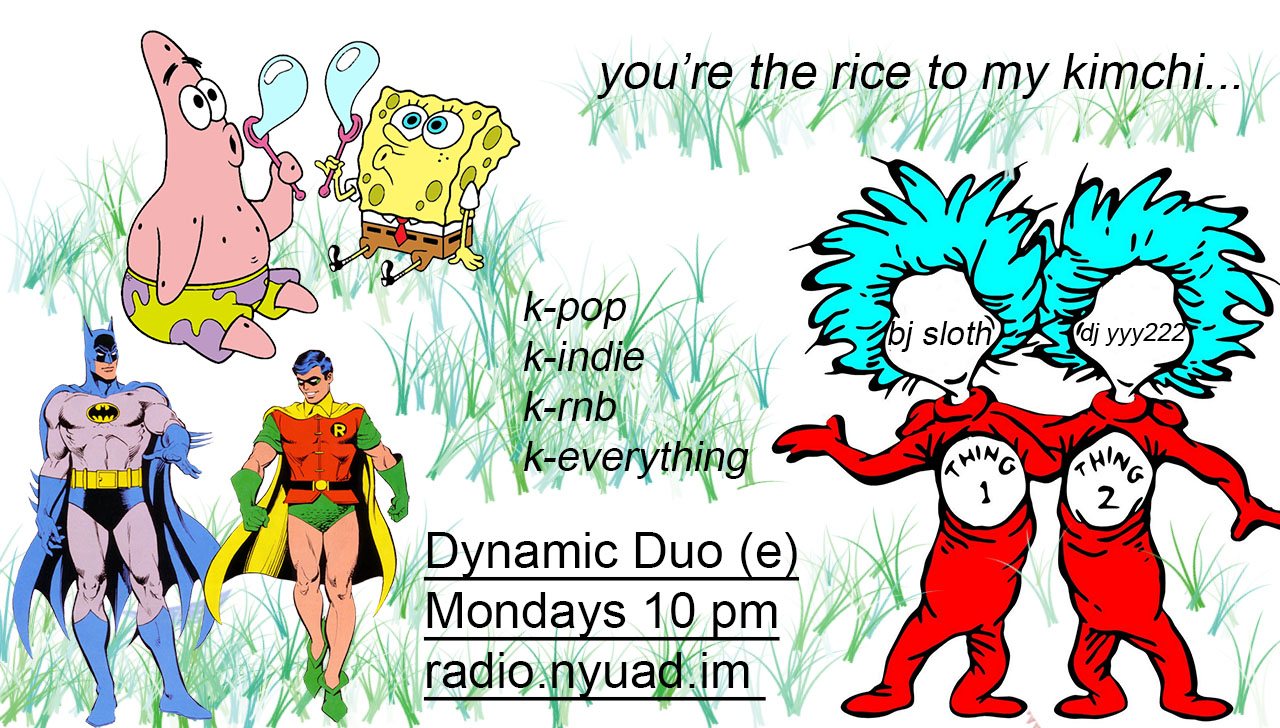 you're the rice to my kimchi...
k-pop
k-indie
k-rnb
k-everything
bj sloth
dj yyy222
THING
1
THING
2
R
Dynamic Duo (e)
Mondays 10 pm
radio.nyuad.im